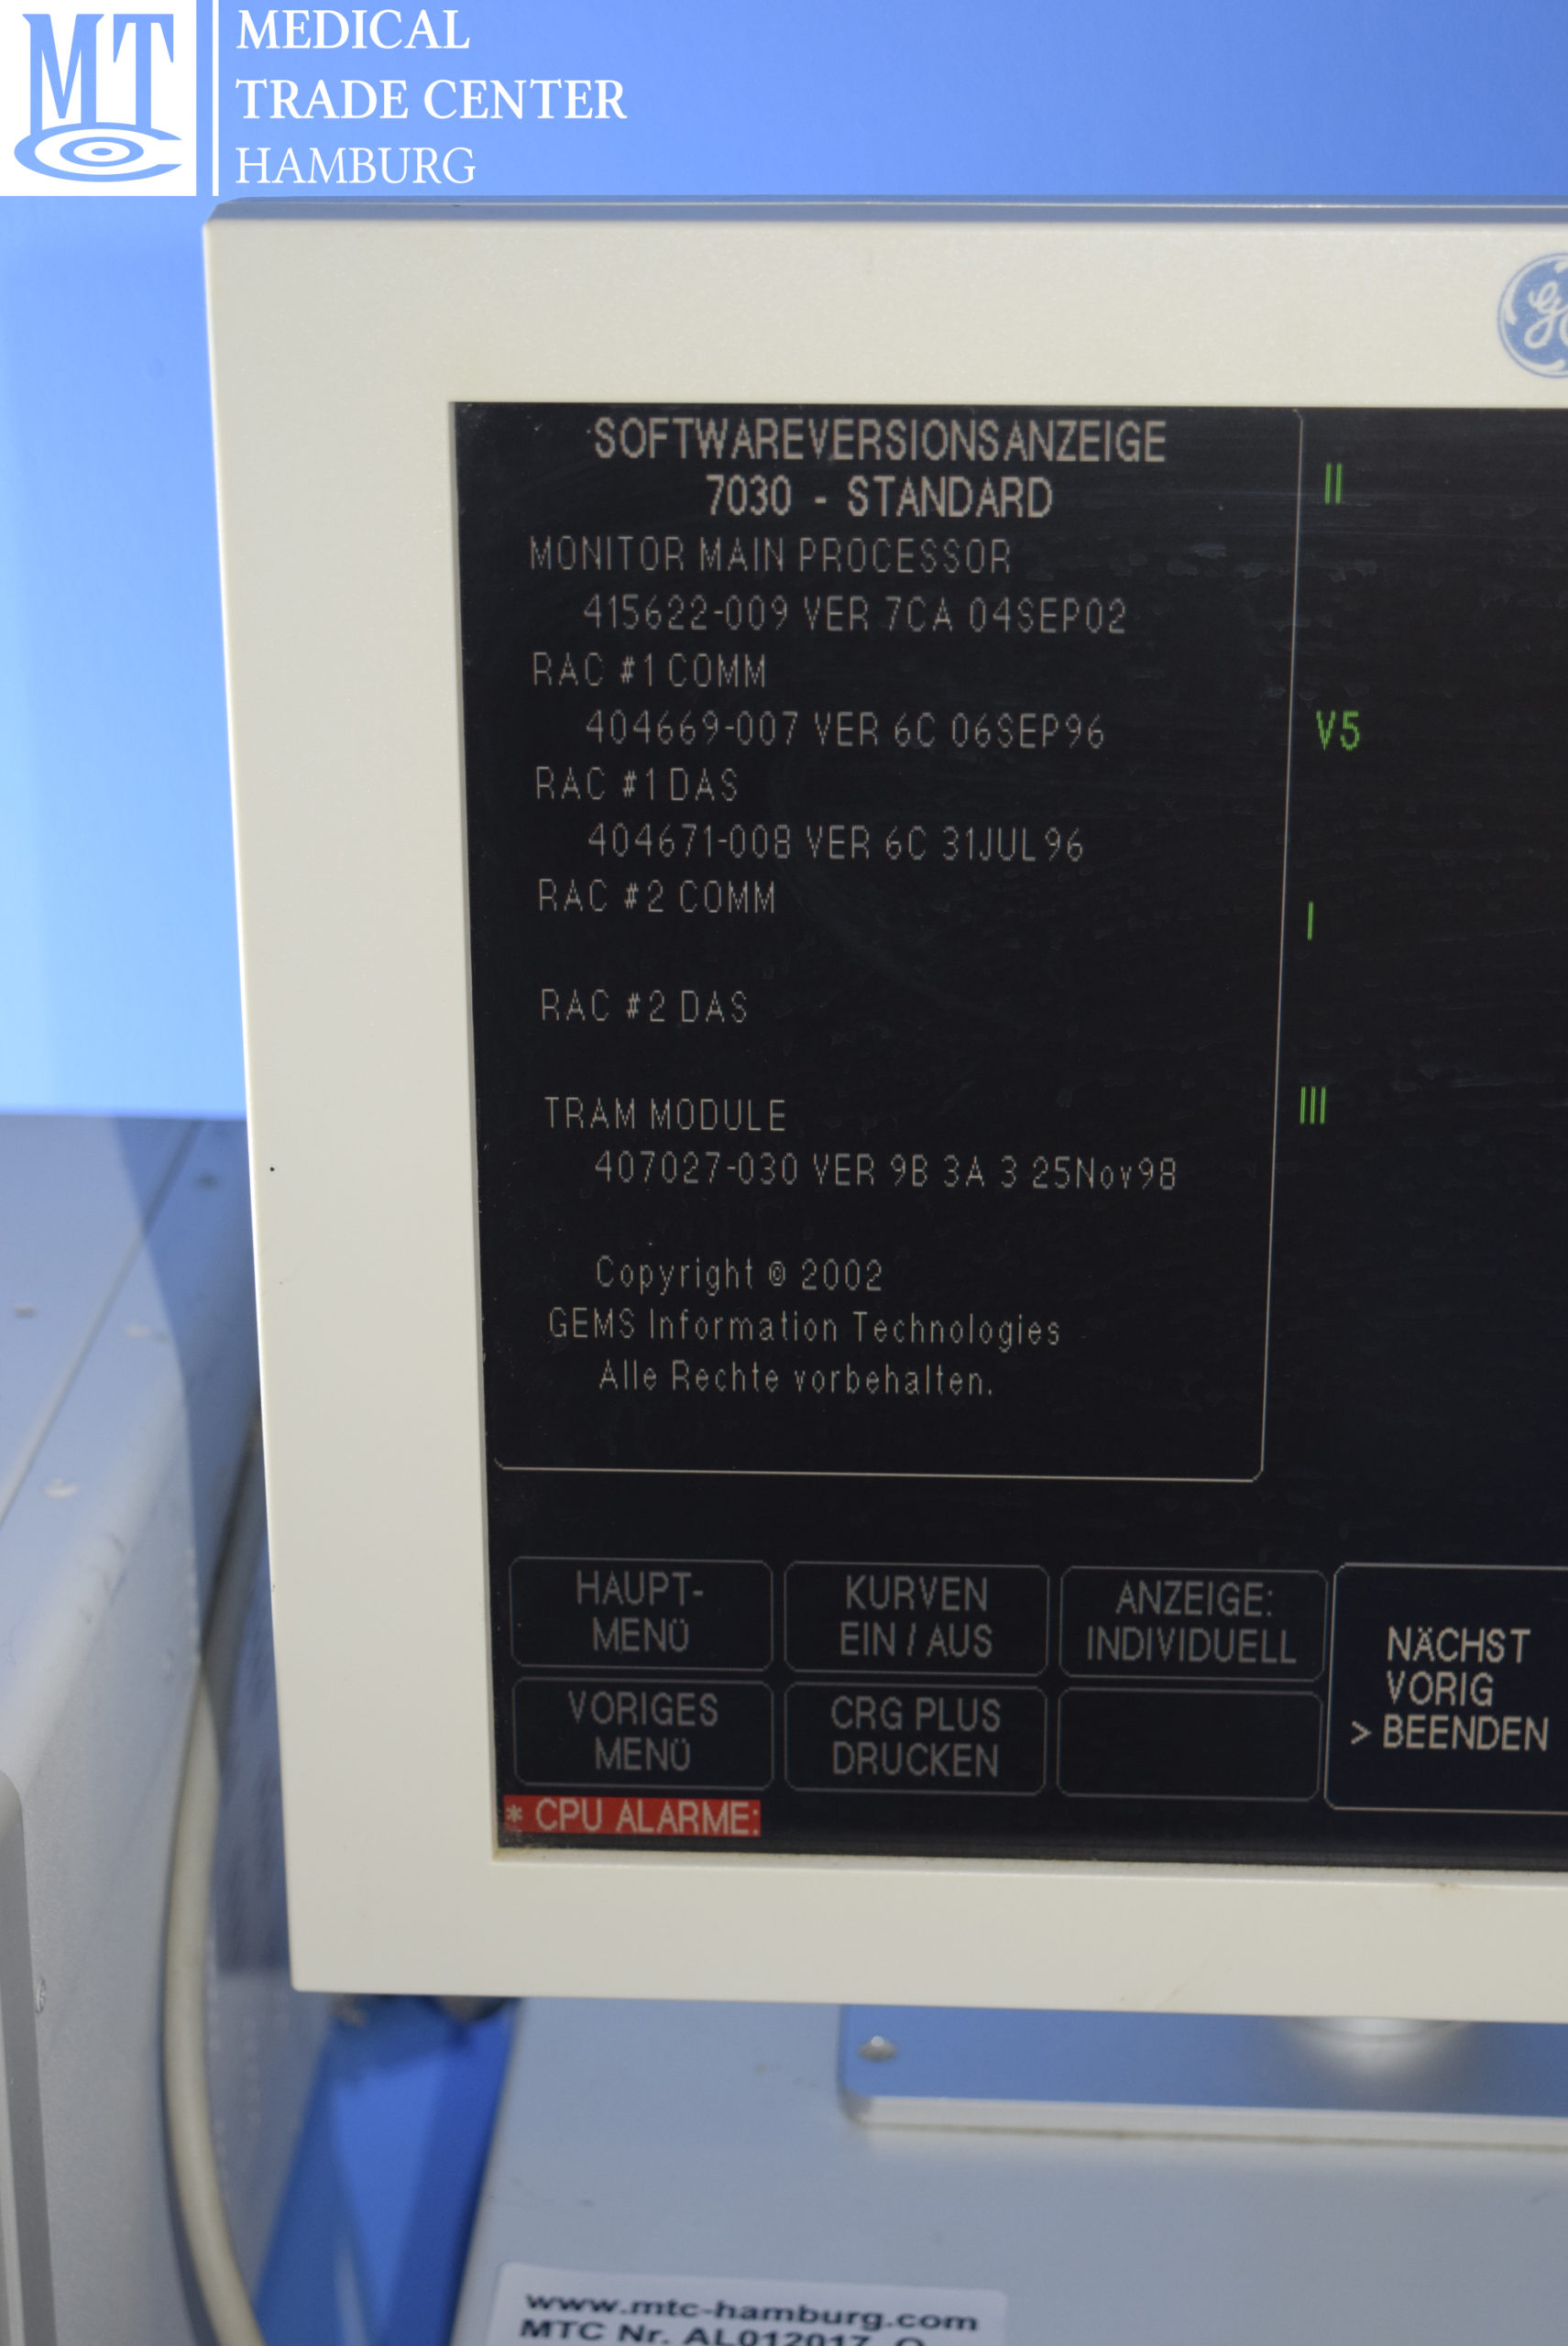 MEDICAL
TRADE CENTER
HAMBURG
SOFTWAREVERSIONSANZEIGE
7030 - STANDARD
MONITOR MAIN PROCESSOR
415622-009 VER 7CA 04SEP02
RAC #1 COMM
404669-007 VER 6C 06SEP96
RAC #1 DAS
404671-008 VER 6C 31JUL96
RAC #2 COMM
RAC #2 DAS
TRAM MODULE
407027-030 VER 9B 3A 3 25Nov98
Copyright © 2002
GEMS Information Technologies
Alle Rechte vorbehalten.
II
V5
I
III
HAUPT-
MENÜ
KURVEN
EIN / AUS
ANZEIGE:
INDIVIDUELL
VORIGES
MENÜ
CRG PLUS
DRUCKEN
NÄCHST
VORIG
> BEENDEN
* CPU ALARME:
www.mtc-hamburg.com
MTC Nr.